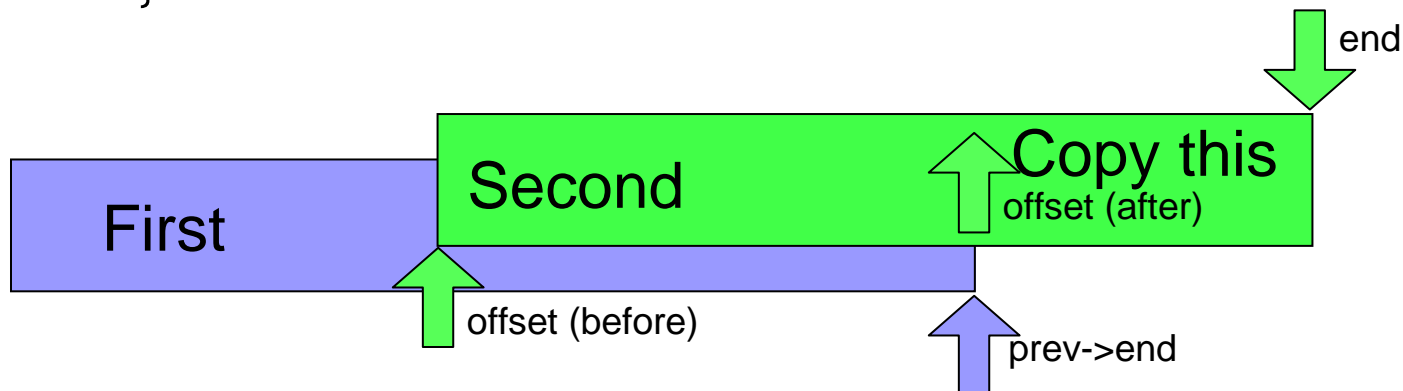 end
Copy this
Second
offset (after)
First
offset (before)
prev->end